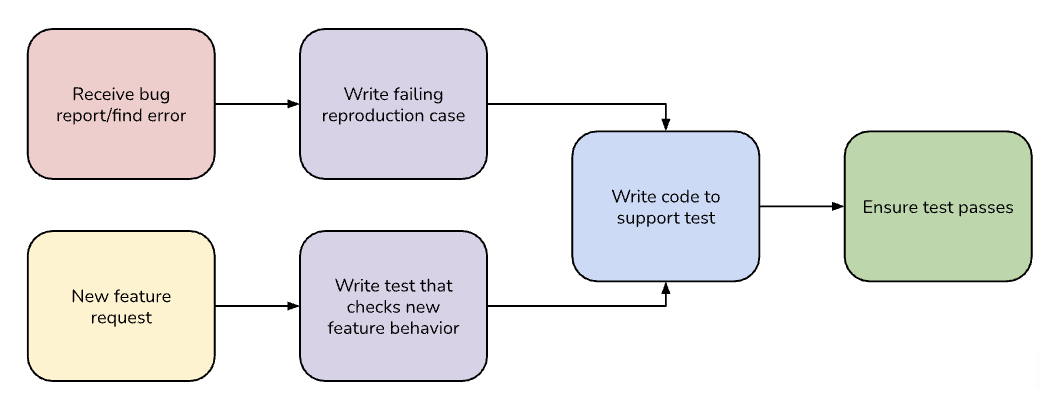 Receive bug
report/find error
Write failing
reproduction case
Write code to
support test
Ensure test passes
New feature
request
Write test that
checks new
feature behavior